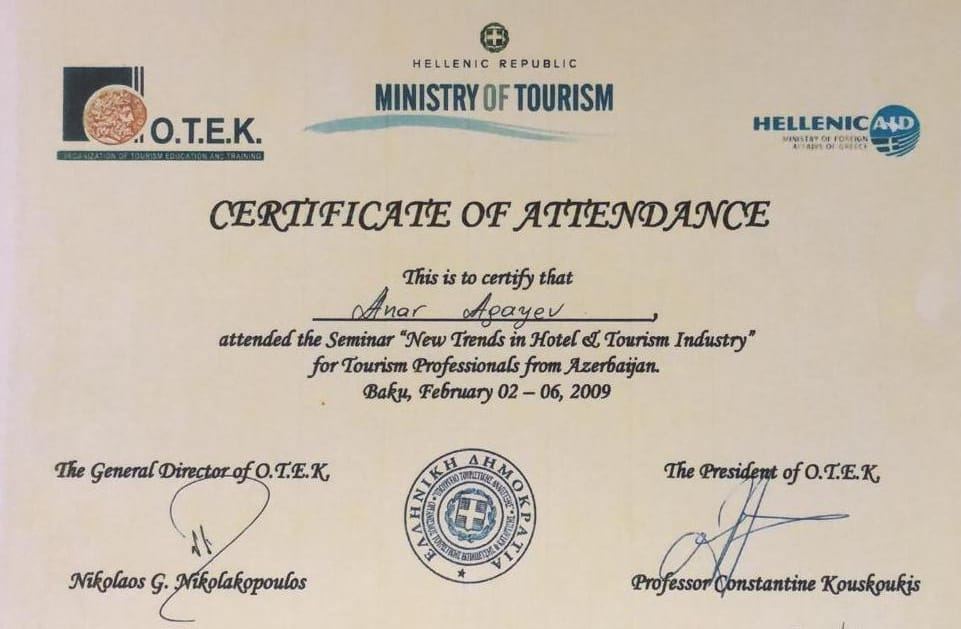 HELLENIC REPUBLIC
MINISTRY OF TOURISM
O.T.E.K.
ORGANIZATION OF TOURISM EDUCATION AND TRAINING
HELLENIC AID
MINISTRY OF FOREIGN
AFFAIRS OF GREECE
CERTIFICATE OF ATTENDANCE
This is to certify that
Anar Agayev,
attended the Seminar “New Trends in Hotel & Tourism Industry”
for Tourism Professionals from Azerbaijan.
Baku, February 02 – 06, 2009
The General Director of O.T.E.K,
The President of O.T.E.K,
ΕΛΛΗΝΙΚΗ ΔΗΜΟΚΡΑΤΙΑ
Nikolaos G. Nikolakopoulos
Professor Constantine Kouskoukis